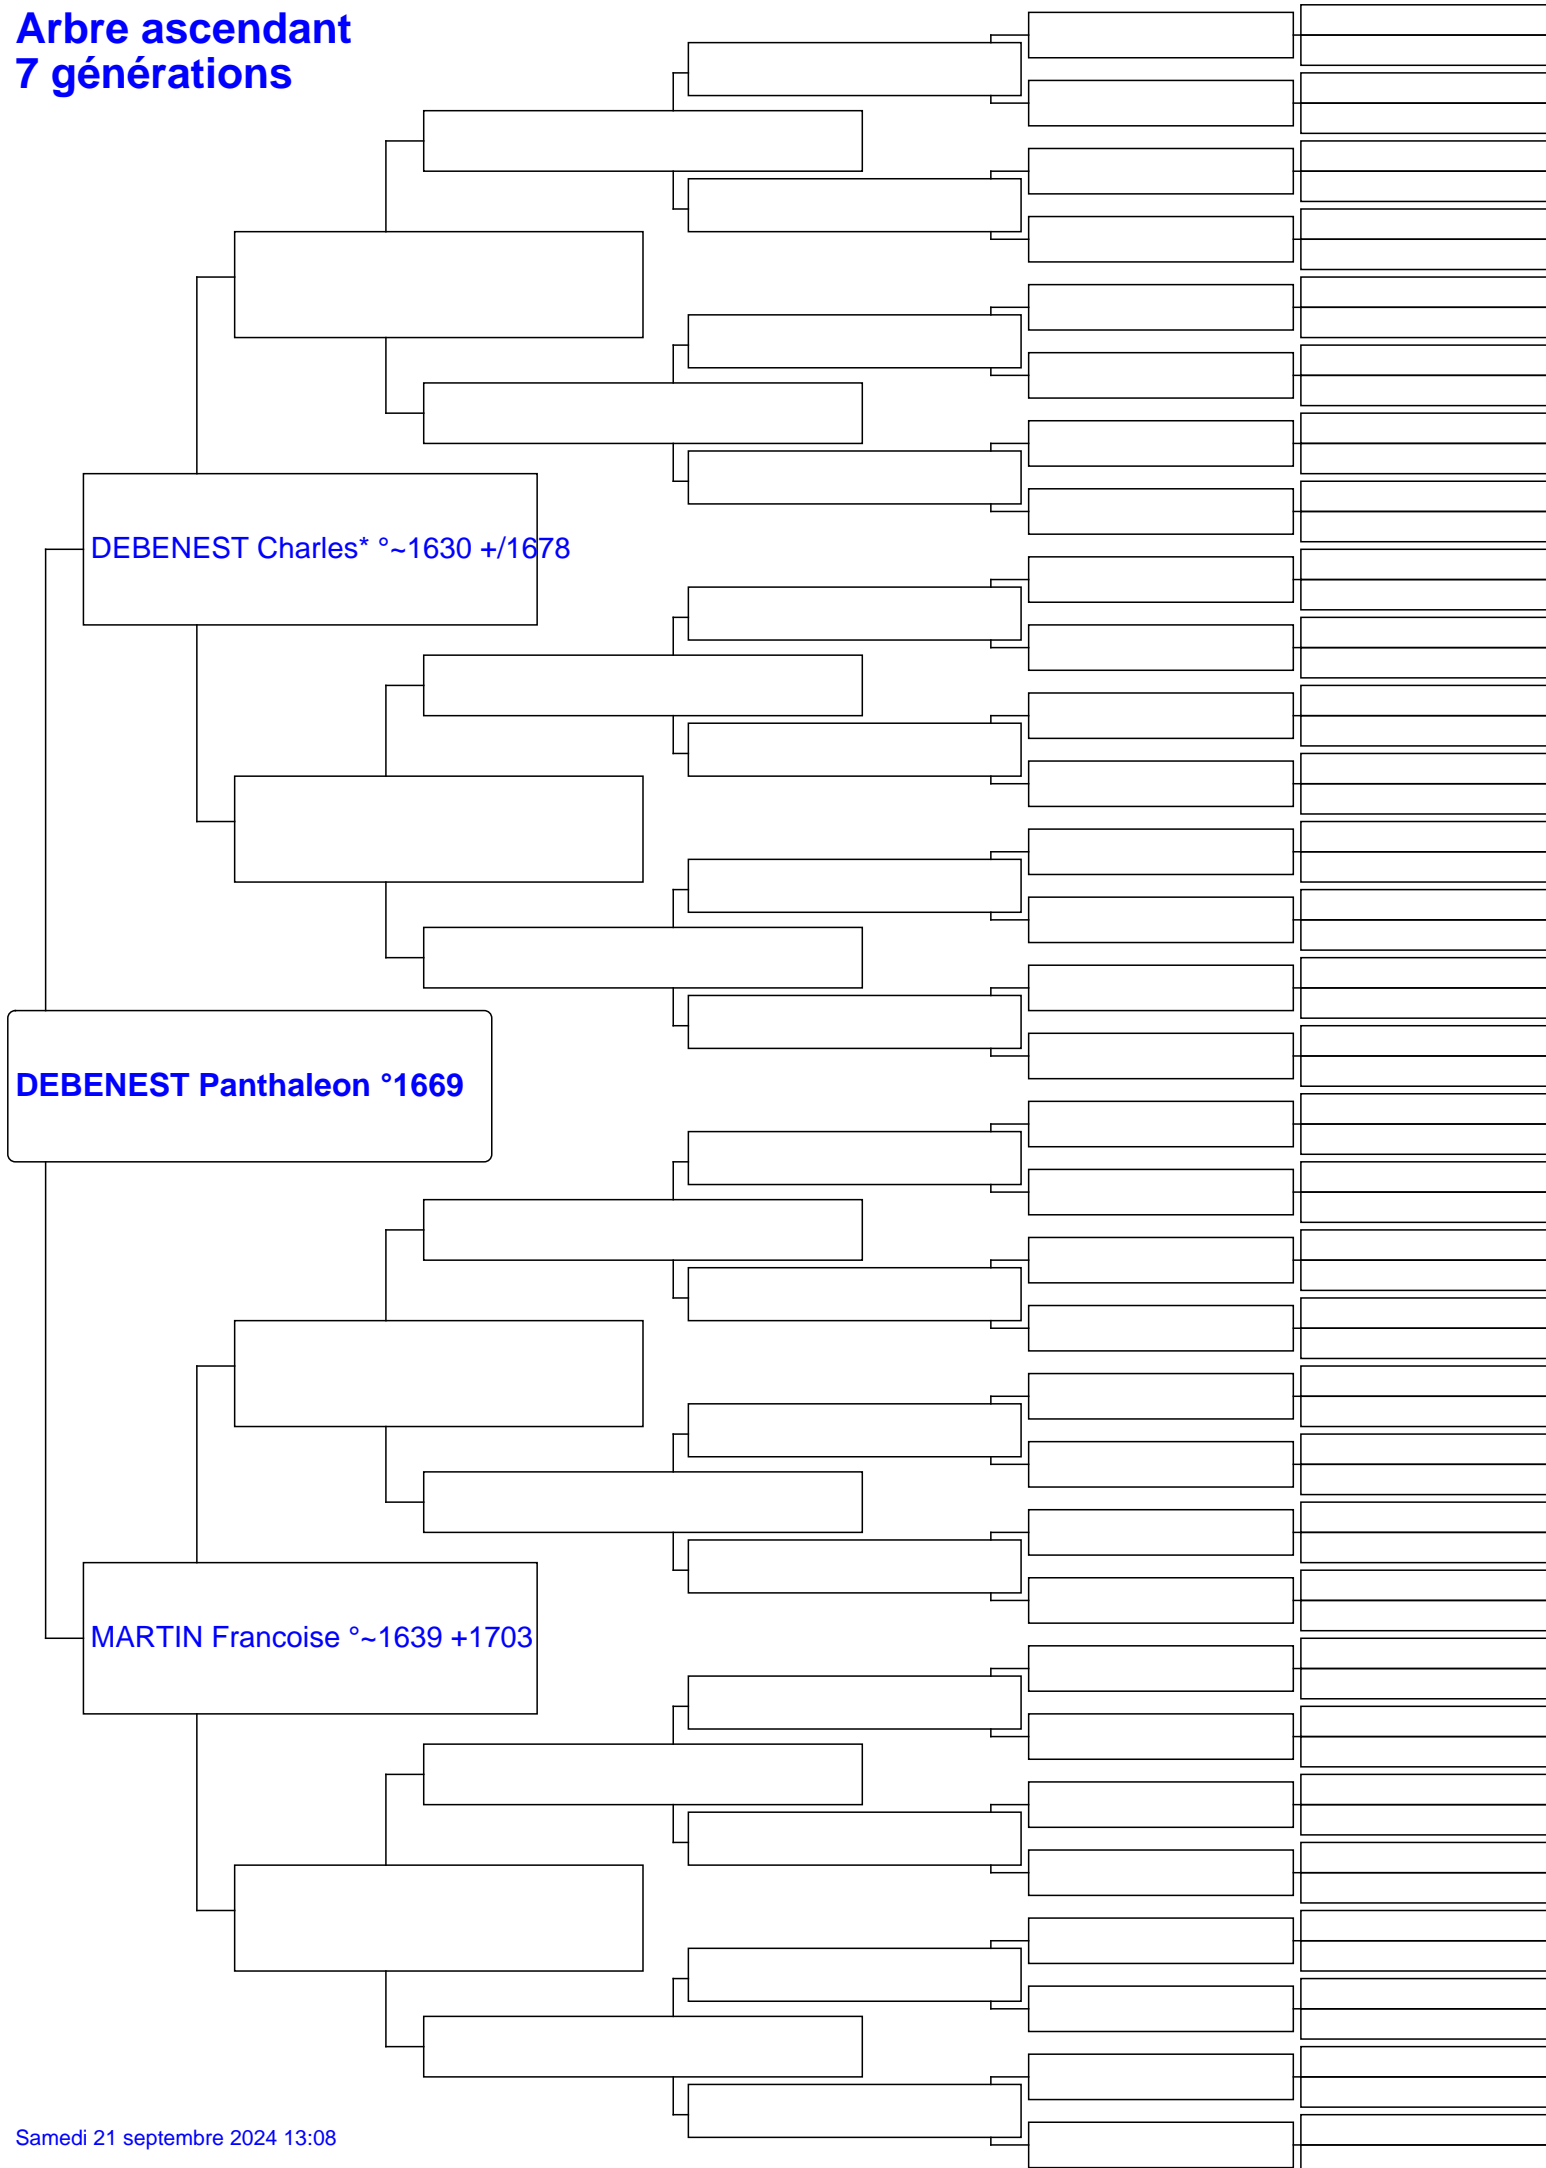 Arbre ascendant
7 générations
DEBENEST Charles* °~1630 +/1678
DEBENEST Panthaleon °1669
MARTIN Francoise °~1639 +1703
Samedi 21 septembre 2024 13:08